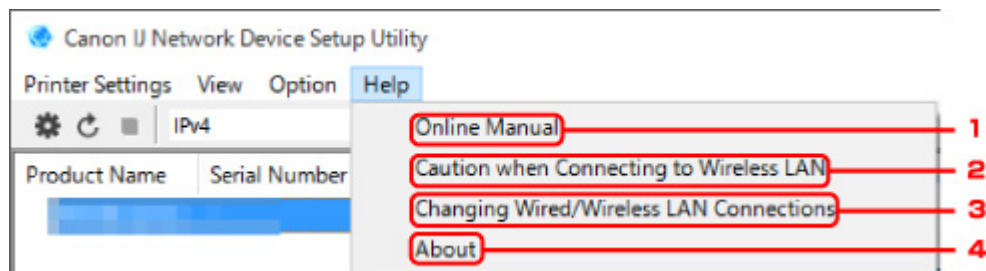 Canon IJ Network Device Setup Utility
Printer Settings View Option Help
IPv4
Online Manual 1
Caution when Connecting to Wireless LAN 2
Product Name Serial Number
Changing Wired/Wireless LAN Connections 3
About 4